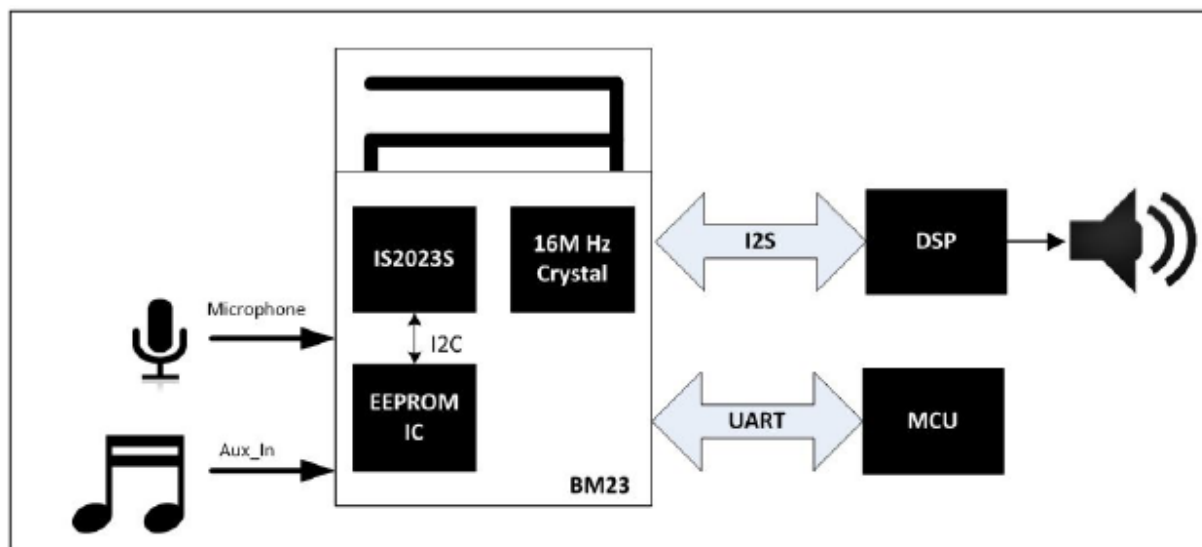 IS2023S
16M Hz
Crystal
I2S
DSP
Microphone
I2C
EEPROM
IC
UART
MCU
Aux_In
BM23